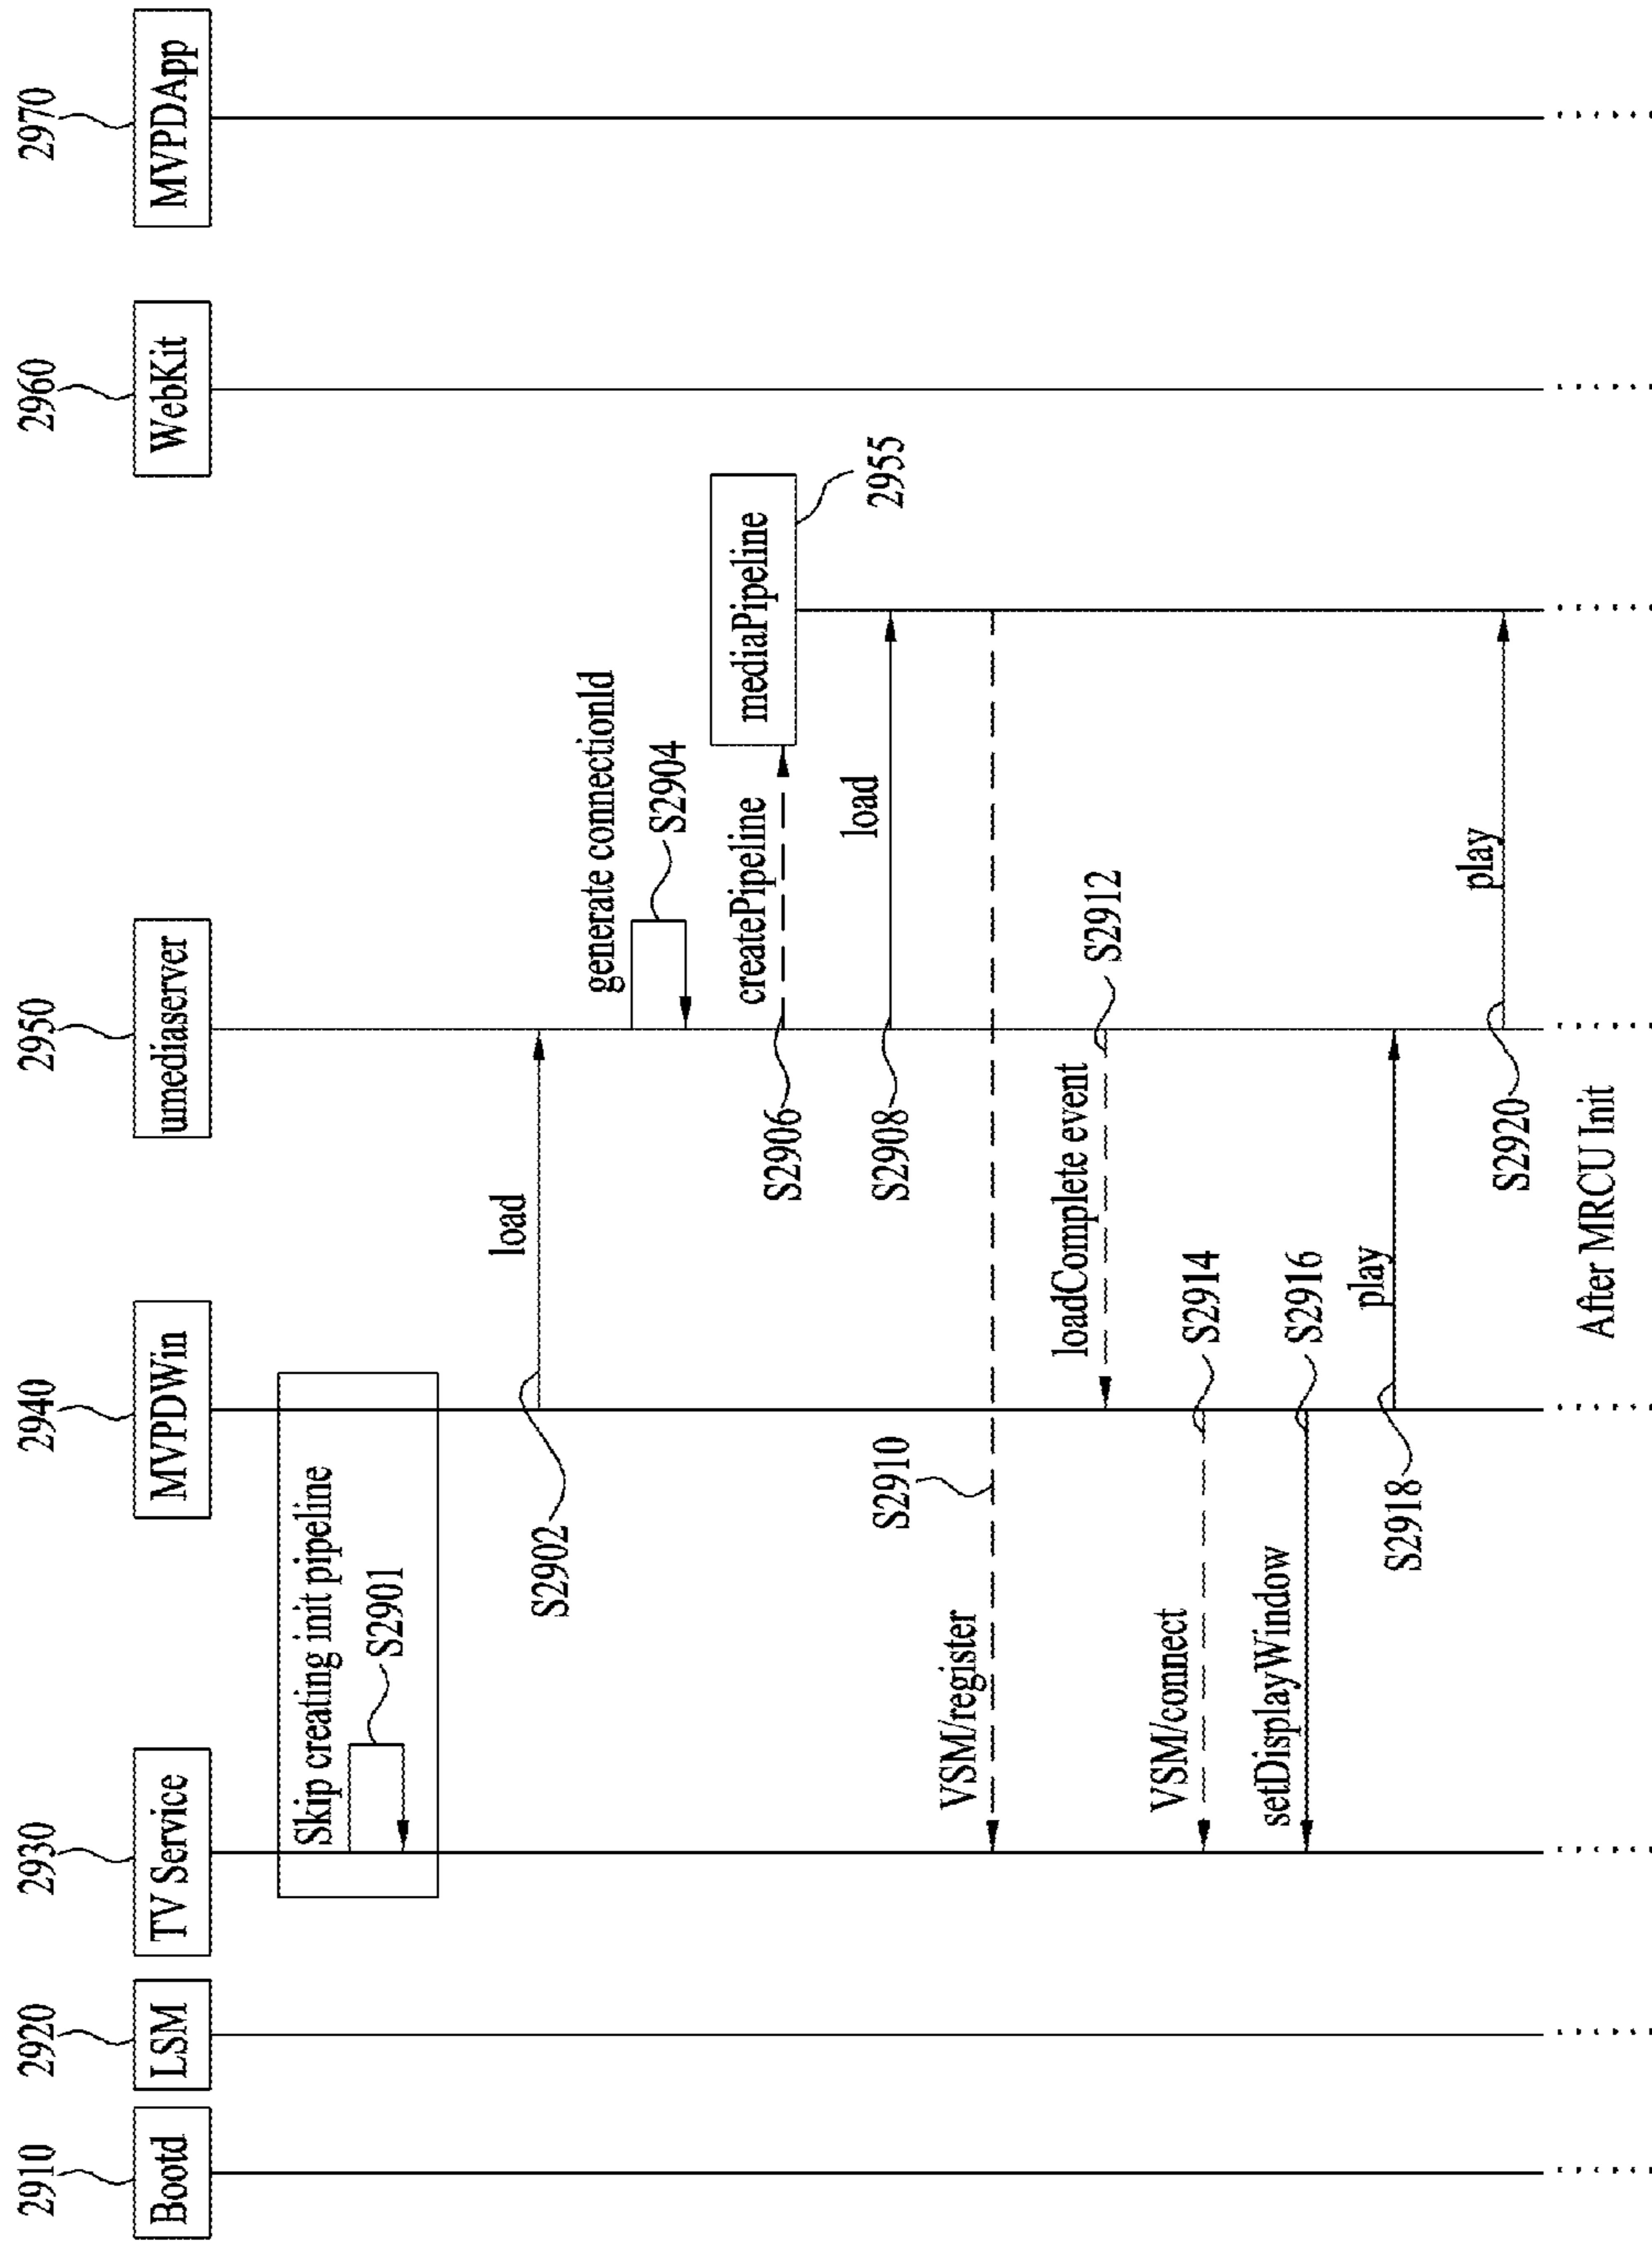 2910
2920
2930
2940
2950
2960
2970
Bootd
LSM
TV Service
MVPDWin
umediaserver
WebKit
MVPDApp
Skip creating init pipeline
S2901
load
S2902
generate connectionId
S2904
createPipeline
S2906
mediaPipeline
2955
load
S2908
VSM/register
S2910
loadComplete event
S2912
VSM/connect
S2914
setDisplayWindow
S2916
play
S2918
play
S2920
After MRCU Init